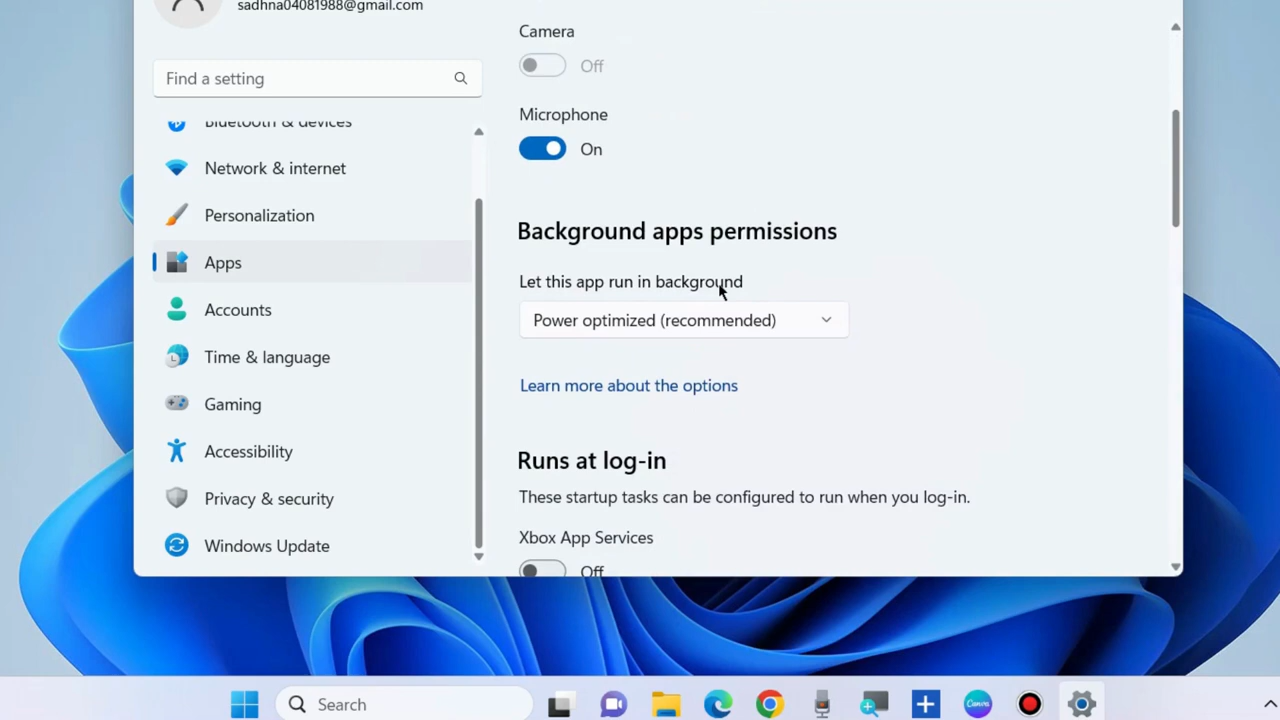 sadhna04081988@gmail.com
Find a setting
Bluetooth & devices
Network & internet
Personalization
Apps
Accounts
Time & language
Gaming
Accessibility
Privacy & security
Windows Update
Camera
Off
Microphone
On
Background apps permissions
Let this app run in background
Power optimized (recommended)
Learn more about the options
Runs at log-in
These startup tasks can be configured to run when you log-in.
Xbox App Services
Off
Search
Canva